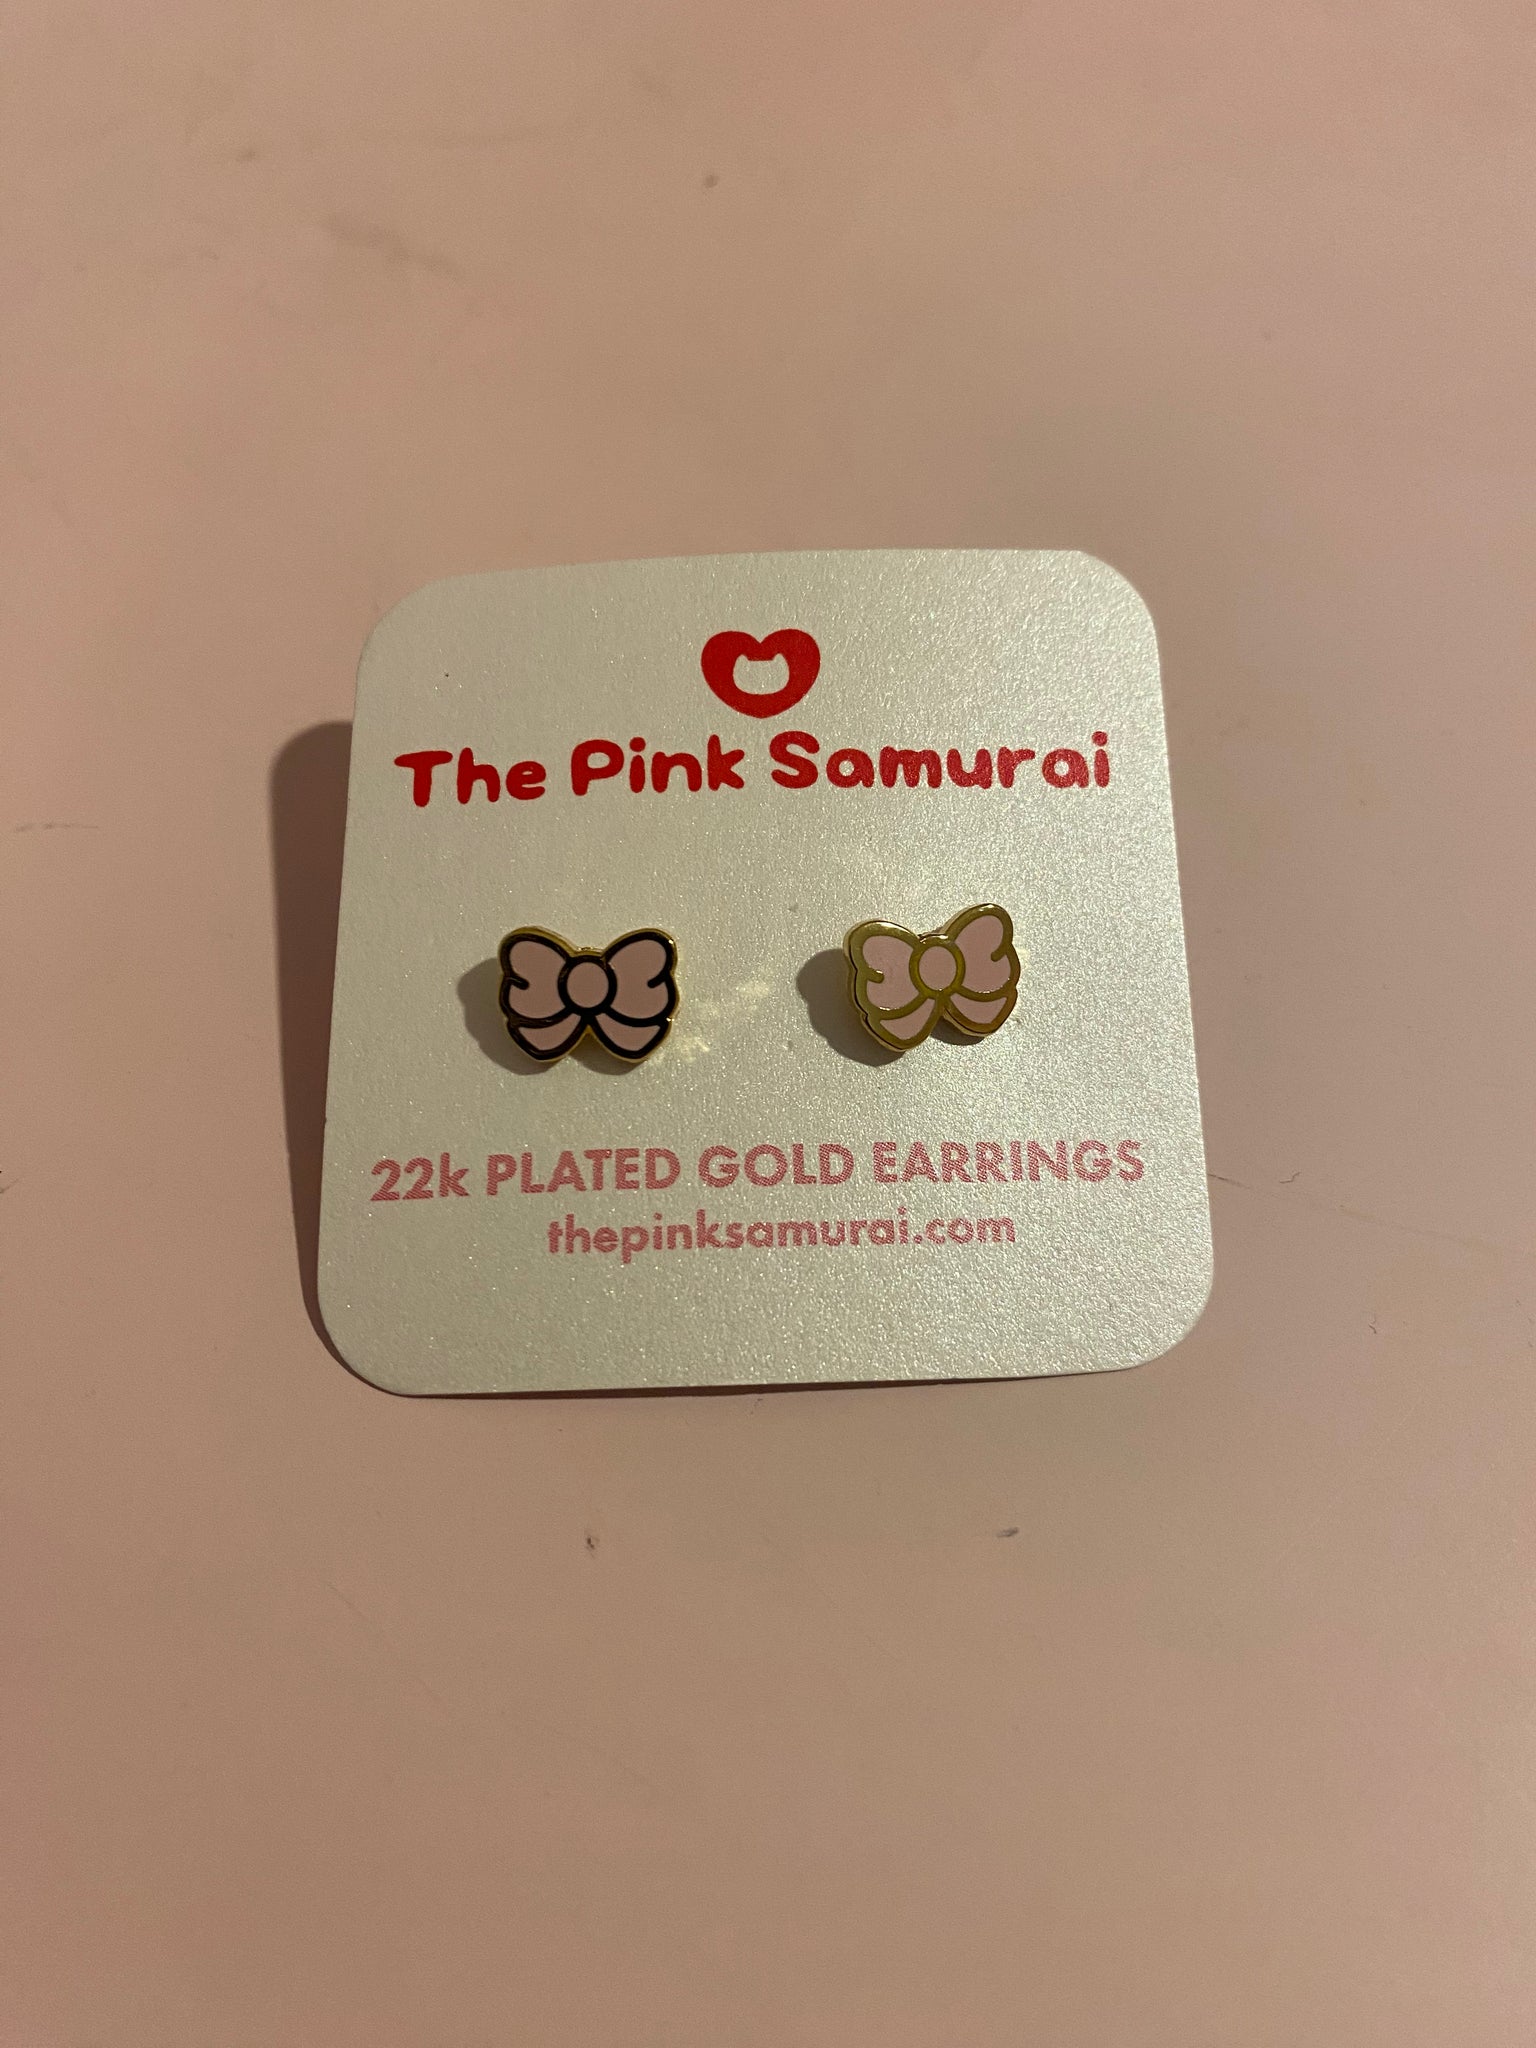 The Pink Samurai
22k PLATED GOLD EARRINGS
thepinksamurai.com